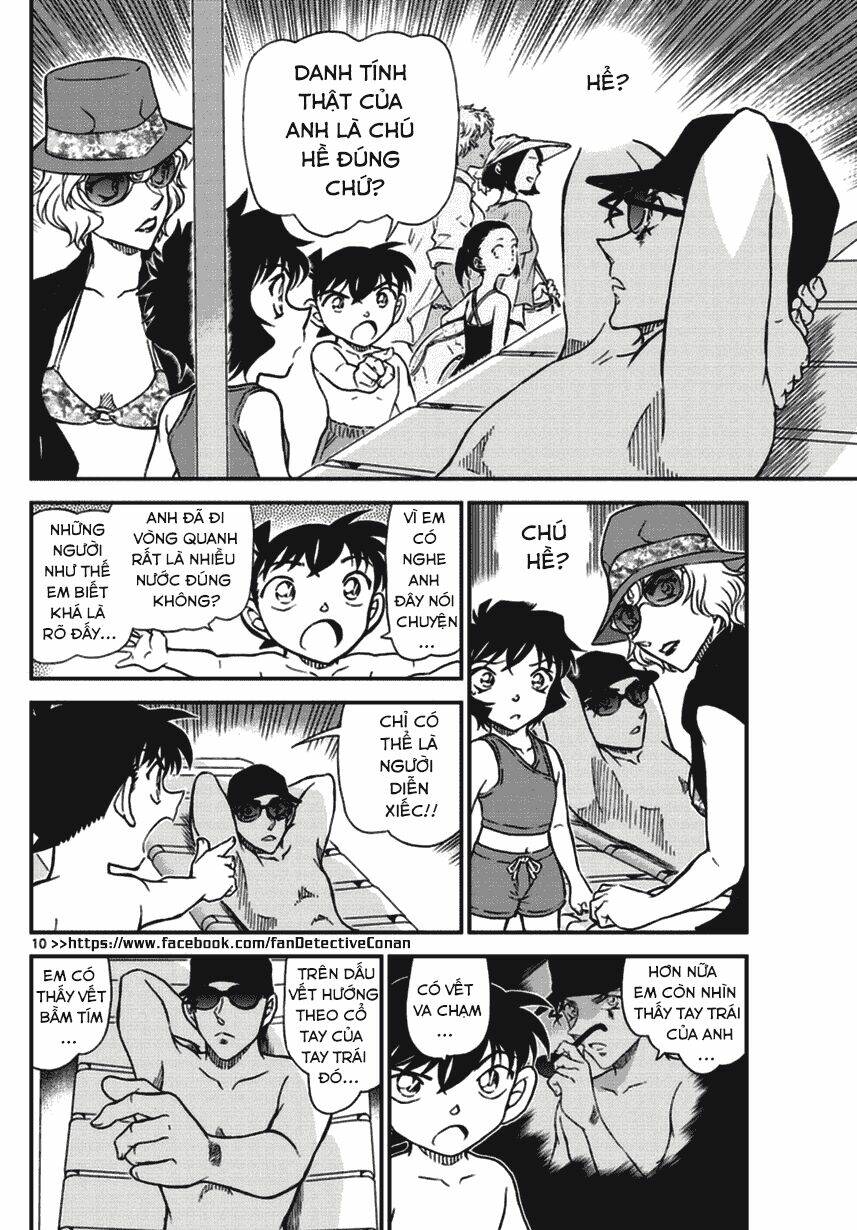 HỂ?
DANH TÍNH
THẬT CỦA
ANH LÀ CHÚ
HỀ ĐÚNG
CHỨ?
CHÚ
HỀ?
VÌ EM
CÓ
NGHE
ANH
ĐÂY NÓI
CHUYỆN
...
ANH ĐÃ ĐI
VÒNG QUANH
RẤT LÀ NHIỀU
NƯỚC ĐÚNG
KHÔNG?
NHỮNG
NGƯỜI
NHƯ THẾ
EM BIẾT
KHÁ LÀ
RÕ ĐẤY...
CHỈ CÓ
THỂ LÀ
NGƯỜI
DIỄN
XIẾC!!
10 >>https://www.facebook.com/fanDetectiveConan
HƠN NỮA
EM CÒN NHÌN
THẤY TAY TRÁI
CỦA ANH
...
CÓ VẾT
VA CHẠM
...
TRÊN DẤU
VẾT HƯỚNG
THEO CỔ
TAY CỦA
TAY TRÁI
ĐÓ...
EM CÓ
THẤY VẾT
BẦM TÍM
...